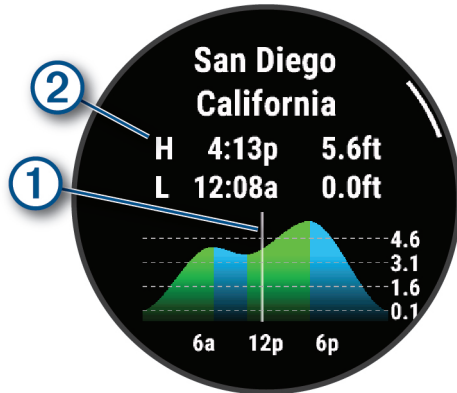 San Diego
California
2
H 4:13p 5.6ft
L 12:08a 0.0ft
1
4.6
3.1
1.6
0.1
6a 12p 6p